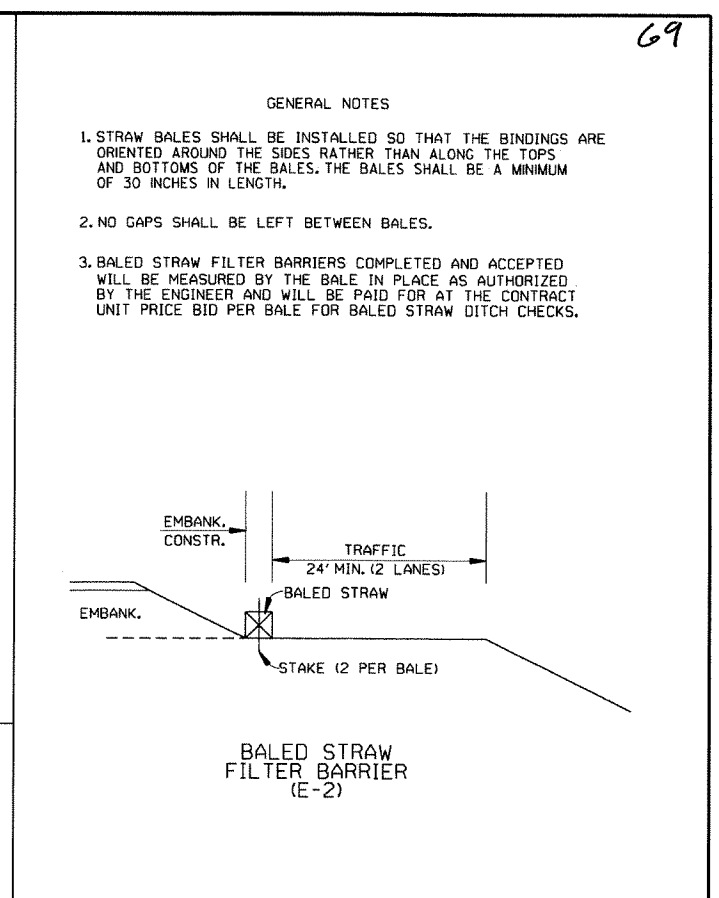 69
GENERAL NOTES
1. STRAW BALES SHALL BE INSTALLED SO THAT THE BINDINGS ARE
ORIENTED AROUND THE SIDES RATHER THAN ALONG THE TOPS
AND BOTTOMS OF THE BALES. THE BALES SHALL BE A MINIMUM
OF 30 INCHES IN LENGTH.
2. NO GAPS SHALL BE LEFT BETWEEN BALES.
3. BALED STRAW FILTER BARRIERS COMPLETED AND ACCEPTED
WILL BE MEASURED BY THE BALE IN PLACE AS AUTHORIZED
BY THE ENGINEER AND WILL BE PAID FOR AT THE CONTRACT
UNIT PRICE BID PER BALE FOR BALED STRAW DITCH CHECKS.
EMBANK.
CONSTR.
TRAFFIC
24' MIN. (2 LANES)
BALED STRAW
EMBANK.
STAKE (2 PER BALE)
BALED STRAW
FILTER BARRIER
(E-2)